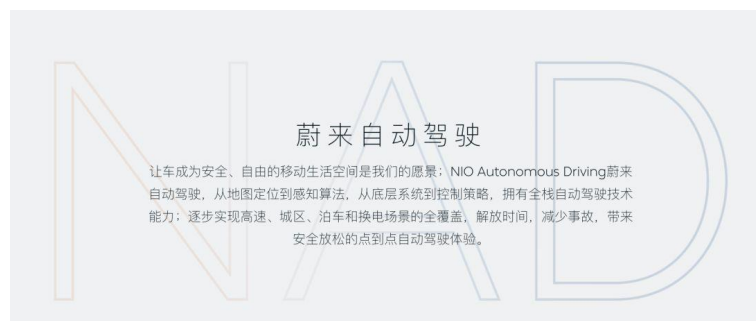 NAD
蔚来自动驾驶
让车成为安全、自由的移动生活空间是我们的愿景；NIO Autonomous Driving蔚来
自动驾驶，从地图定位到感知算法，从底层系统到控制策略，拥有全栈自动驾驶技术
能力；逐步实现高速、城区、泊车和换电场景的全覆盖，解放时间，减少事故，带来
安全放松的点到点自动驾驶体验。